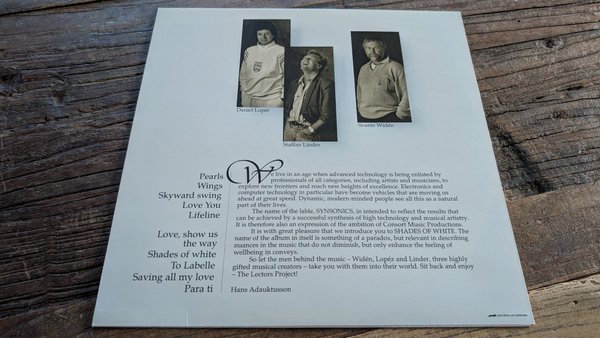 Daniel Lopéz
Staffan Linder
Svante Widén
Pearls
Wings
Skyward swing
Love You
Lifeline
Love, show us
the way
Shades of white
To Labelle
Saving all my love
Para ti
We live in an age when advanced technology is being enlisted by
professionals of all categories, including artists and musicians, to
explore new frontiers and reach new heights of excellence. Electronics and
computer technology in particular have become vehicles that are moving us
ahead at great speed. Dynamic, modern-minded people see all this as a natural
part of their lives.
The name of the lable, SYNSONICS, in intended to reflect the results that
can be achieved by a successful synthesis of high technology and musical artistry.
It is therefore also an expression of the ambition of Consort Music Productions.
It is with great pleasure that we introduce you to SHADES OF WHITE. The
name of the album in itself is something of a paradox, but relevant in describing
nuances in the music that do not diminish, but only enhance the feeling of
wellbeing in conveys.
So let the men behind the music – Widén, Lopéz and Linder, three highly
gifted musical creators – take you with them into their world. Sit back and enjoy
– The Lectors Project!
Hans Adauktusson